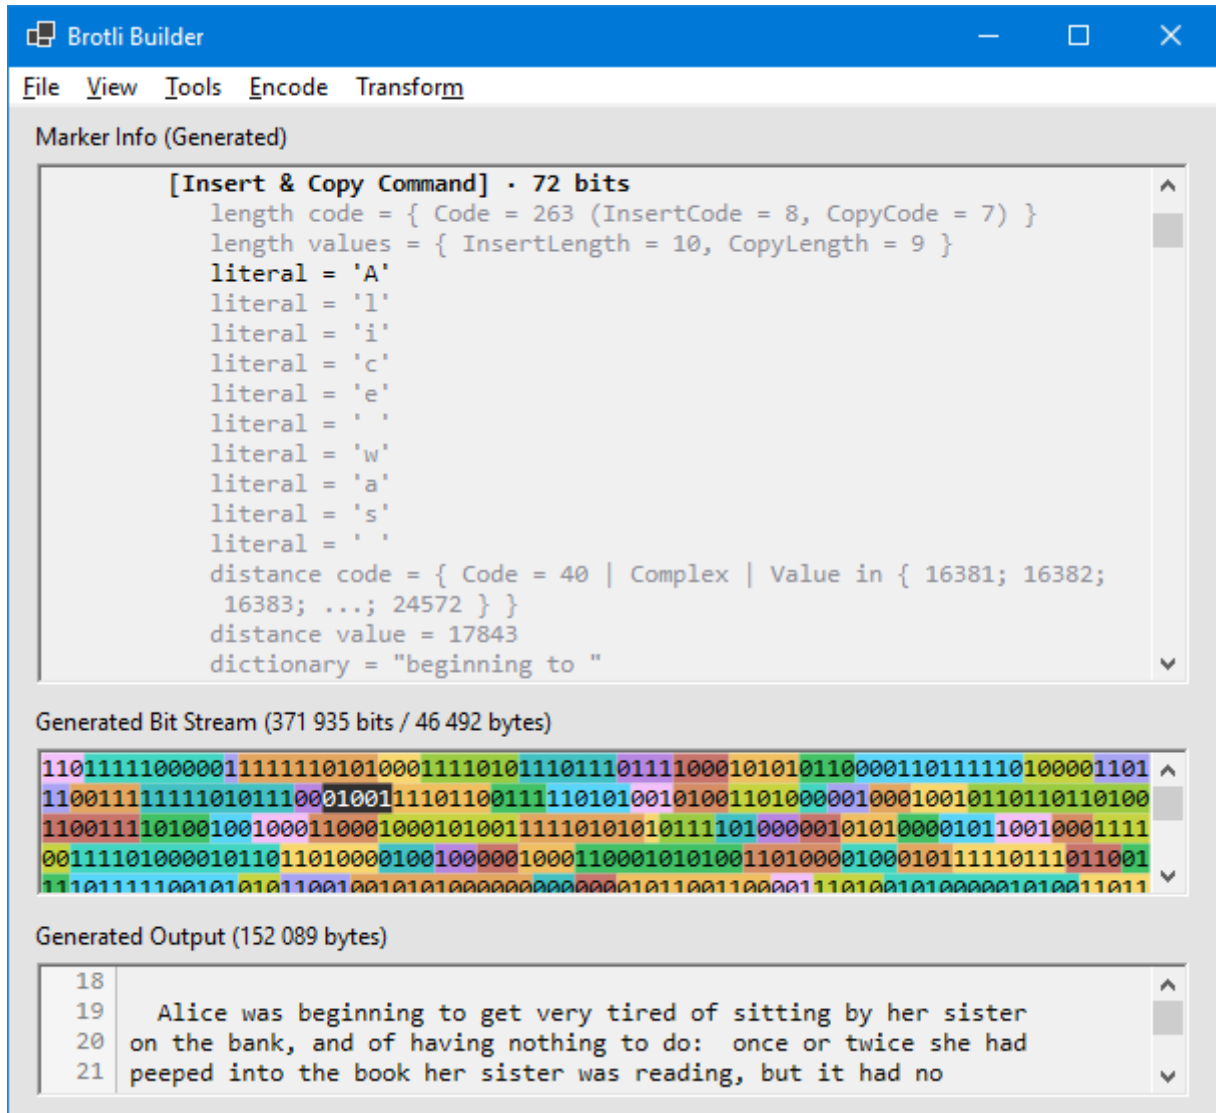 Brotli Builder
File View Tools Encode Transform
Marker Info (Generated)
[Insert & Copy Command] · 72 bits
length code = { Code = 263 (InsertCode = 8, CopyCode = 7) }
length values = { InsertLength = 10, CopyLength = 9 }
literal = 'A'
literal = 'l'
literal = 'i'
literal = 'c'
literal = 'e'
literal = ' '
literal = 'w'
literal = 'a'
literal = 's'
literal = ' '
distance code = { Code = 40 | Complex | Value in { 16381; 16382;
16383; ...; 24572 } }
distance value = 17843
dictionary = "beginning to "
Generated Bit Stream (371 935 bits / 46 492 bytes)
Generated Output (152 089 bytes)
18
19 Alice was beginning to get very tired of sitting by her sister
20 on the bank, and of having nothing to do:  once or twice she had
21 peeped into the book her sister was reading, but it had no